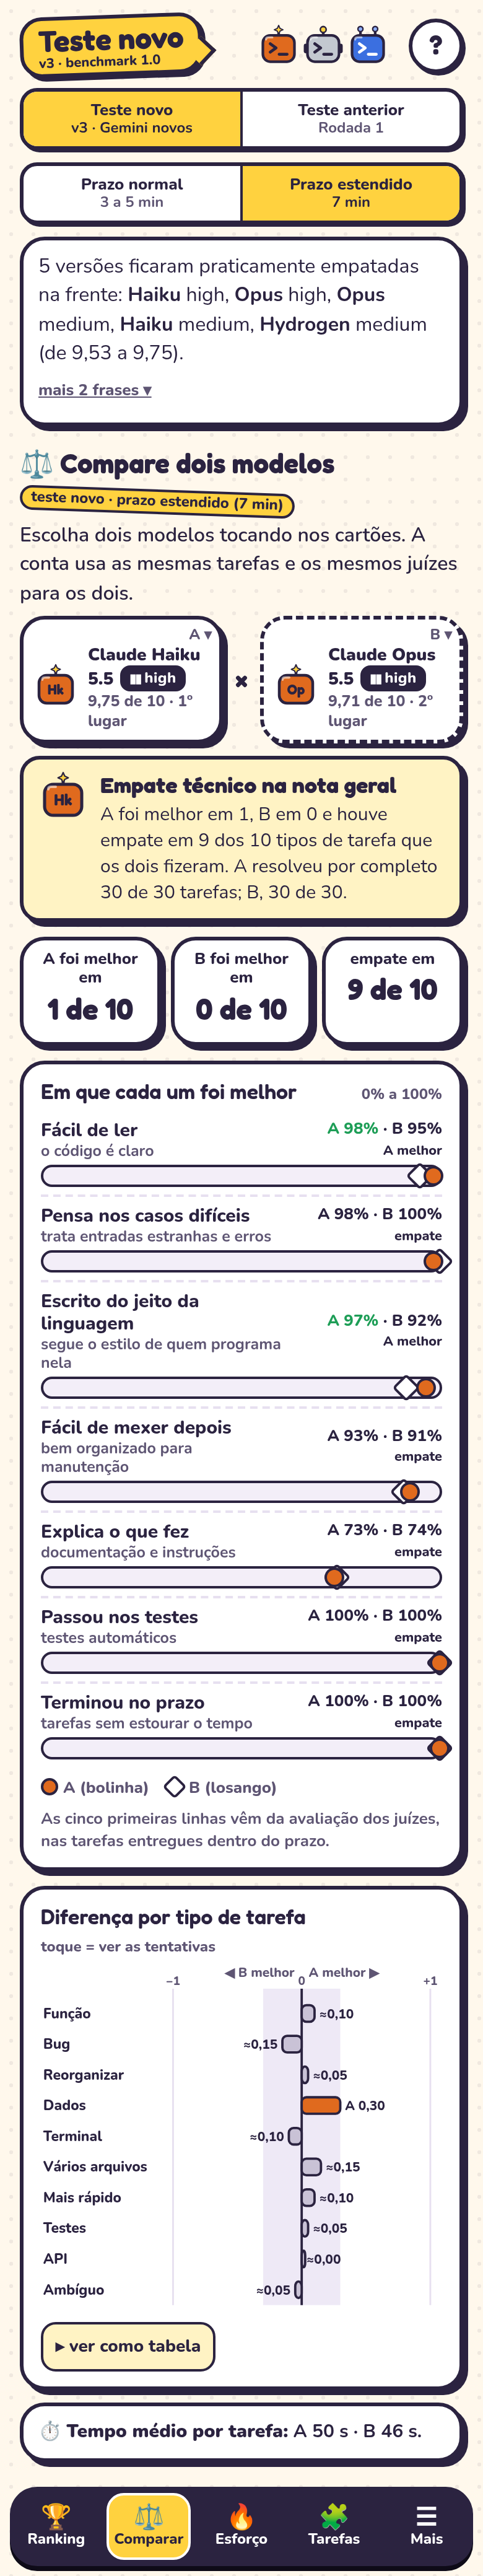 Teste novo
v3 · benchmark 1.0
?
Teste novo
v3 · Gemini novos
Teste anterior
Rodada 1
Prazo normal
3 a 5 min
Prazo estendido
7 min
5 versões ficaram praticamente empatadas
na frente: Haiku high, Opus high, Opus
medium, Haiku medium, Hydrogen medium
(de 9,53 a 9,75).
mais 2 frases ▾
Compare dois modelos
teste novo · prazo estendido (7 min)
Escolha dois modelos tocando nos cartões. A
conta usa as mesmas tarefas e os mesmos juízes
para os dois.
A ▾
Claude Haiku
5.5 high
Hk
9,75 de 10 · 1º
lugar
×
B ▾
Claude Opus
5.5 high
Op
9,71 de 10 · 2º
lugar
Hk
Empate técnico na nota geral
A foi melhor em 1, B em 0 e houve
empate em 9 dos 10 tipos de tarefa que
os dois fizeram. A resolveu por completo
30 de 30 tarefas; B, 30 de 30.
A foi melhor
em
1 de 10
B foi melhor
em
0 de 10
empate em
9 de 10
Em que cada um foi melhor 0% a 100%
Fácil de ler A 98% · B 95%
o código é claro A melhor
Pensa nos casos difíceis A 98% · B 100%
trata entradas estranhas e erros empate
Escrito do jeito da
linguagem A 97% · B 92%
segue o estilo de quem programa A melhor
nela
Fácil de mexer depois A 93% · B 91%
bem organizado para empate
manutenção
Explica o que fez A 73% · B 74%
documentação e instruções empate
Passou nos testes A 100% · B 100%
testes automáticos empate
Terminou no prazo A 100% · B 100%
tarefas sem estourar o tempo empate
A (bolinha) B (losango)
As cinco primeiras linhas vêm da avaliação dos juízes,
nas tarefas entregues dentro do prazo.
Diferença por tipo de tarefa
toque = ver as tentativas
◀ B melhor A melhor ▶
−1 0 +1
Função ≈0,10
Bug ≈0,15
Reorganizar ≈0,05
Dados A 0,30
Terminal ≈0,10
Vários arquivos ≈0,15
Mais rápido ≈0,10
Testes ≈0,05
API ≈0,00
Ambíguo ≈0,05
▸ ver como tabela
Tempo médio por tarefa: A 50 s · B 46 s.
Ranking
Comparar
Esforço
Tarefas
Mais